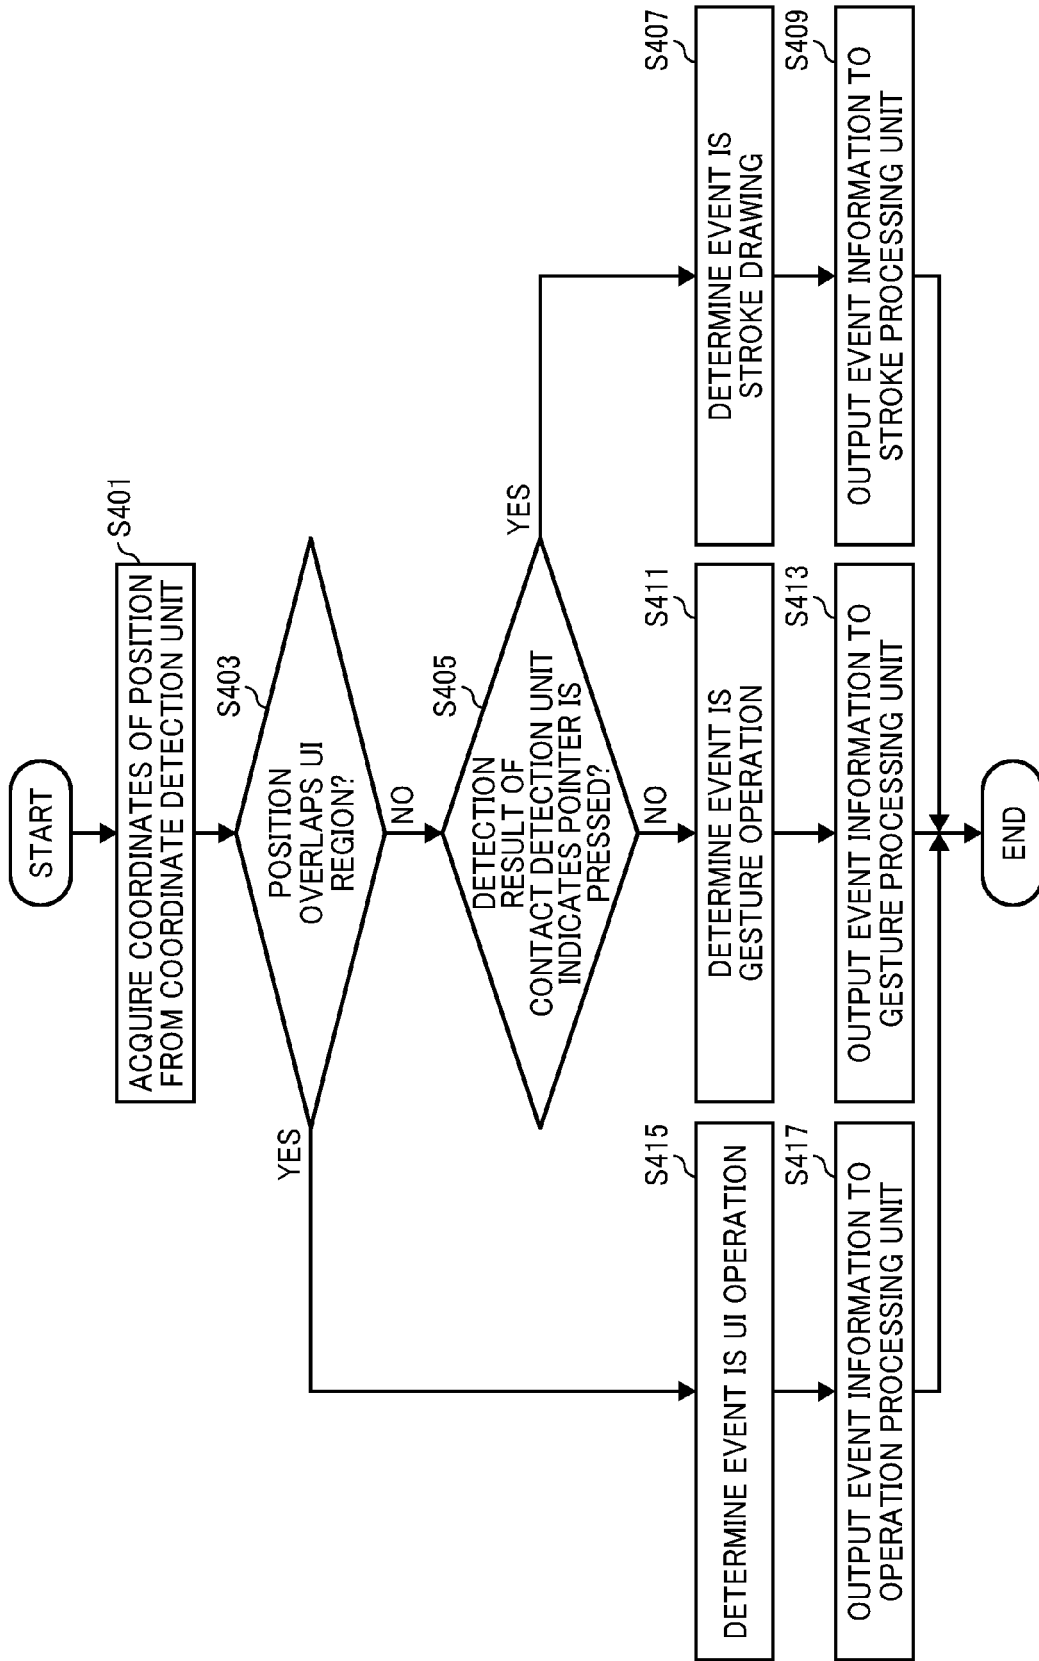 START
S401
ACQUIRE COORDINATES OF POSITION
FROM COORDINATE DETECTION UNIT
S403
POSITION
OVERLAPS UI
REGION?
YES
NO
S405
DETECTION
RESULT OF
CONTACT DETECTION UNIT
INDICATES POINTER IS
PRESSED?
YES
NO
S415
DETERMINE EVENT IS UI OPERATION
S411
DETERMINE EVENT IS
GESTURE OPERATION
S407
DETERMINE EVENT IS
STROKE DRAWING
S417
OUTPUT EVENT INFORMATION TO
OPERATION PROCESSING UNIT
S413
OUTPUT EVENT INFORMATION TO
GESTURE PROCESSING UNIT
S409
OUTPUT EVENT INFORMATION TO
STROKE PROCESSING UNIT
END